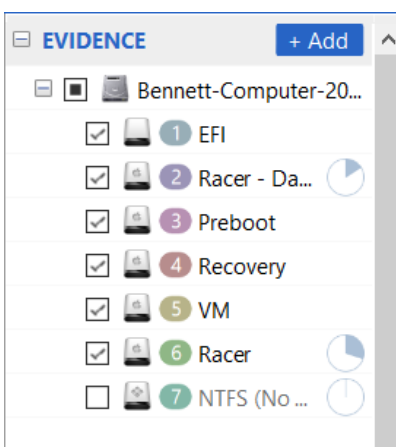 EVIDENCE + Add
Bennett-Computer-20...
1 EFI
2 Racer - Da...
3 Preboot
4 Recovery
5 VM
6 Racer
7 NTFS (No ...